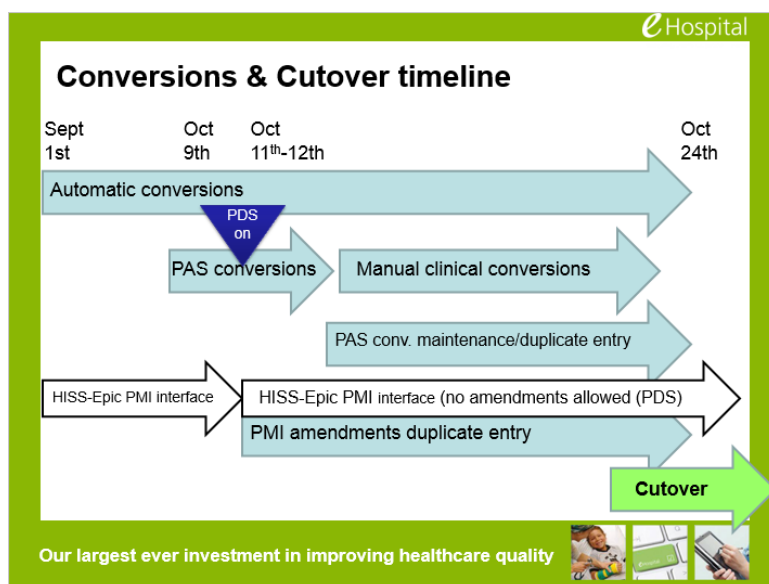 eHospital
Conversions & Cutover timeline
Sept
1st
Oct
9th
Oct
11th-12th
Oct
24th
Automatic conversions
PDS
on
PAS conversions
Manual clinical conversions
PAS conv. maintenance/duplicate entry
HISS-Epic PMI interface
HISS-Epic PMI interface (no amendments allowed (PDS)
PMI amendments duplicate entry
Cutover
Our largest ever investment in improving healthcare quality